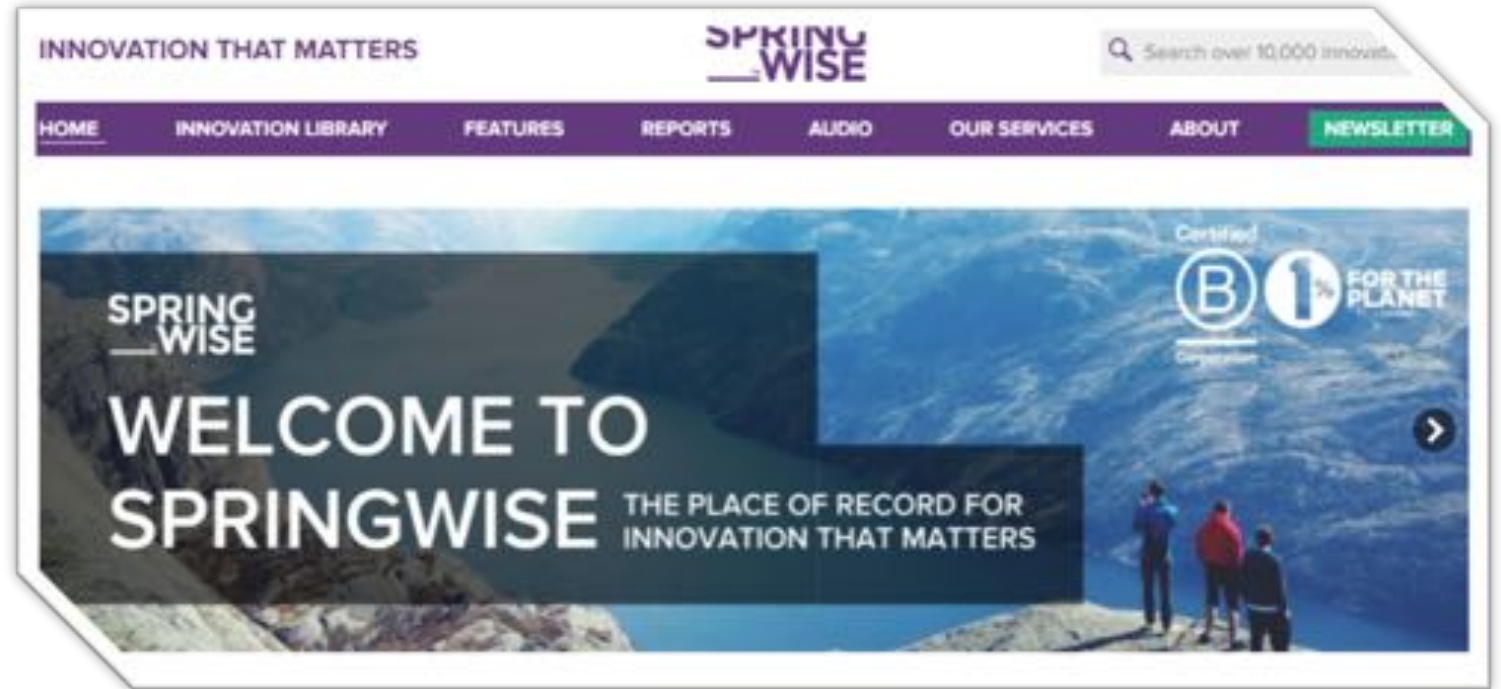 INNOVATION THAT MATTERS
SPRING
WISE
Search over 10,000
HOME INNOVATION LIBRARY FEATURES REPORTS AUDIO OUR SERVICES ABOUT NEWSLETTER
SPRING
WISE
WELCOME TO
SPRINGWISE
THE PLACE OF RECORD FOR
INNOVATION THAT MATTERS
Certified
B
Corporation
1%
FOR THE
PLANET